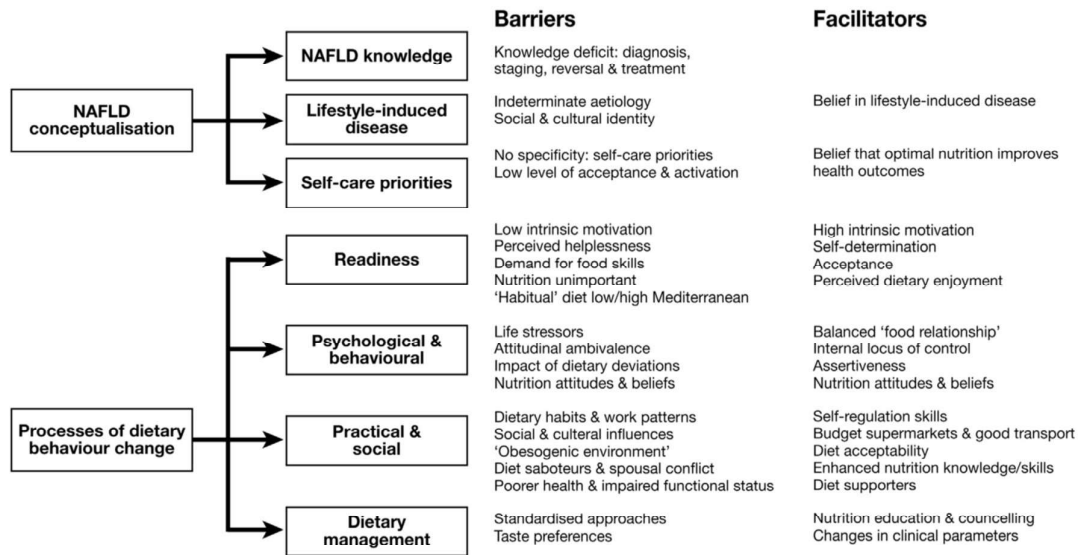 Barriers
Facilitators
NAFLD
conceptualisation
NAFLD knowledge
Knowledge deficit: diagnosis,
staging, reversal & treatment
Lifestyle-induced
disease
Indeterminate aetiology
Social & cultural identity
Belief in lifestyle-induced disease
Self-care priorities
No specificity: self-care priorities
Low level of acceptance & activation
Belief that optimal nutrition improves
health outcomes
Processes of dietary
behaviour change
Readiness
Low intrinsic motivation
Perceived helplessness
Demand for food skills
Nutrition unimportant
‘Habitual’ diet low/high Mediterranean
High intrinsic motivation
Self-determination
Acceptance
Perceived dietary enjoyment
Psychological &
behavioural
Life stressors
Attitudinal ambivalence
Impact of dietary deviations
Nutrition attitudes & beliefs
Balanced ‘food relationship’
Internal locus of control
Assertiveness
Nutrition attitudes & beliefs
Practical &
social
Dietary habits & work patterns
Social & culteral influences
‘Obesogenic environment’
Diet saboteurs & spousal conflict
Poorer health & impaired functional status
Self-regulation skills
Budget supermarkets & good transport
Diet acceptability
Enhanced nutrition knowledge/skills
Diet supporters
Dietary
management
Standardised approaches
Taste preferences
Nutrition education & councelling
Changes in clinical parameters